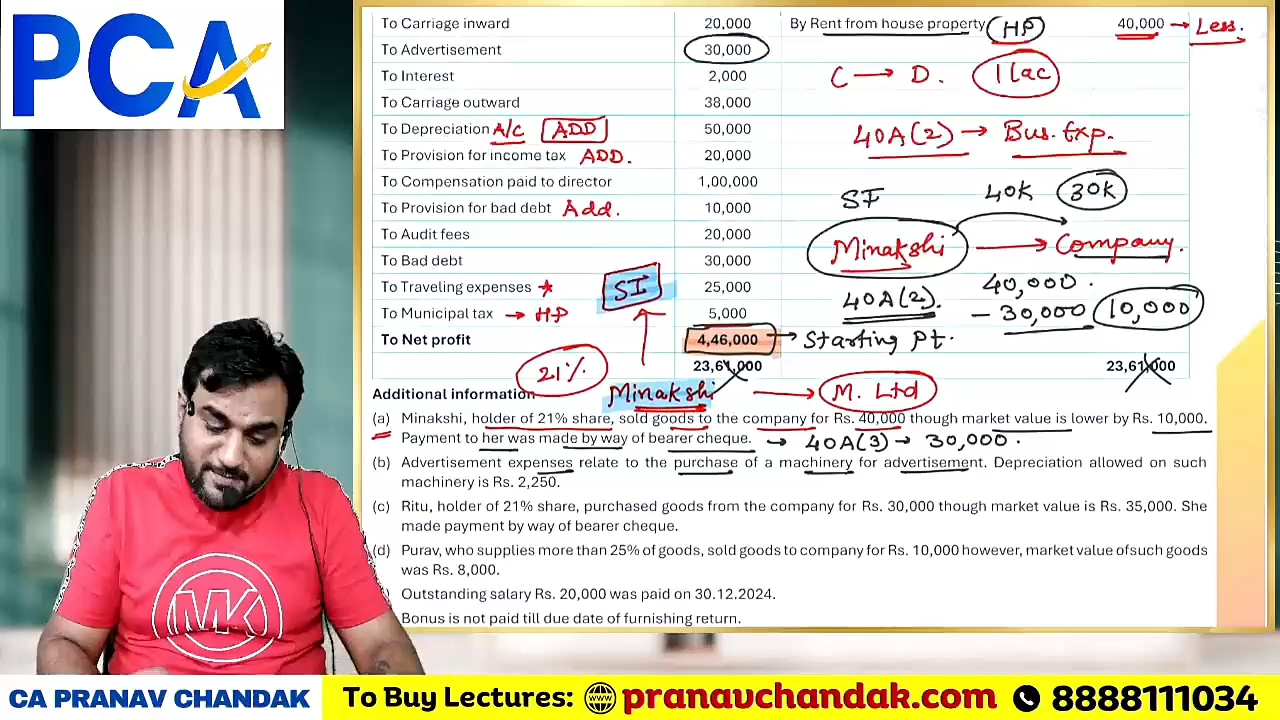 PCA
To Carriage inward 20,000 By Rent from house property HP 40,000 → Less.
To Advertisement 30,000
To Interest 2,000 C → D. 1 lac
To Carriage outward 38,000
To Depreciation A/C ADD 50,000 40A(2) → Bus. Exp.
To Provision for income tax ADD. 20,000
To Compensation paid to director 1,00,000 SI 40K 30K
To Provision for bad debt Add. 10,000
To Audit fees 20,000 Minakshi → Company.
To Bad debt 30,000
To Traveling expenses 25,000 SI 40A(2). 40,000.
To Municipal tax → HP 5,000 - 30,000 10,000
To Net profit 4,46,000 → Starting Pt.
21% 23,61,000 23,61,000
Additional information Minakshi → M. Ltd
(a) Minakshi, holder of 21% share, sold goods to the company for Rs. 40,000 though market value is lower by Rs. 10,000.
Payment to her was made by way of bearer cheque. → 40A(3) → 30,000.
(b) Advertisement expenses relate to the purchase of a machinery for advertisement. Depreciation allowed on such
machinery is Rs. 2,250.
(c) Ritu, holder of 21% share, purchased goods from the company for Rs. 30,000 though market value is Rs. 35,000. She
made payment by way of bearer cheque.
(d) Purav, who supplies more than 25% of goods, sold goods to company for Rs. 10,000 however, market value of such goods
was Rs. 8,000.
Outstanding salary Rs. 20,000 was paid on 30.12.2024.
Bonus is not paid till due date of furnishing return.
MK
CA PRANAV CHANDAK To Buy Lectures: pranavchandak.com 8888111034